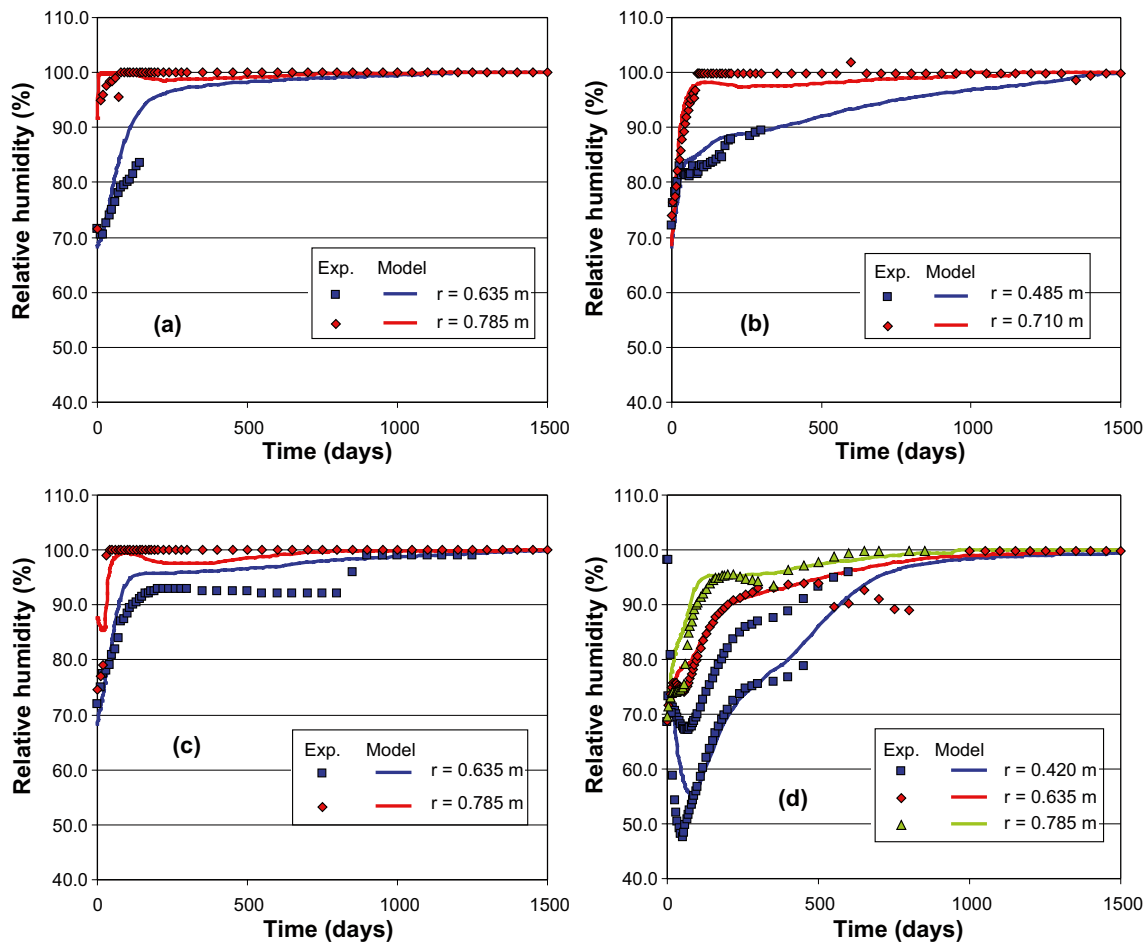 110.0
100.0
90.0
80.0
70.0
60.0
50.0
40.0
Relative humidity (%)
0
500
1000
1500
Time (days)
Exp. Model
r = 0.635 m
r = 0.785 m
(a)
110.0
100.0
90.0
80.0
70.0
60.0
50.0
40.0
Relative humidity (%)
0
500
1000
1500
Time (days)
Exp. Model
r = 0.485 m
r = 0.710 m
(b)
110.0
100.0
90.0
80.0
70.0
60.0
50.0
40.0
Relative humidity (%)
0
500
1000
1500
Time (days)
Exp. Model
r = 0.635 m
r = 0.785 m
(c)
110.0
100.0
90.0
80.0
70.0
60.0
50.0
40.0
Relative humidity (%)
0
500
1000
1500
Time (days)
Exp. Model
r = 0.420 m
r = 0.635 m
r = 0.785 m
(d)